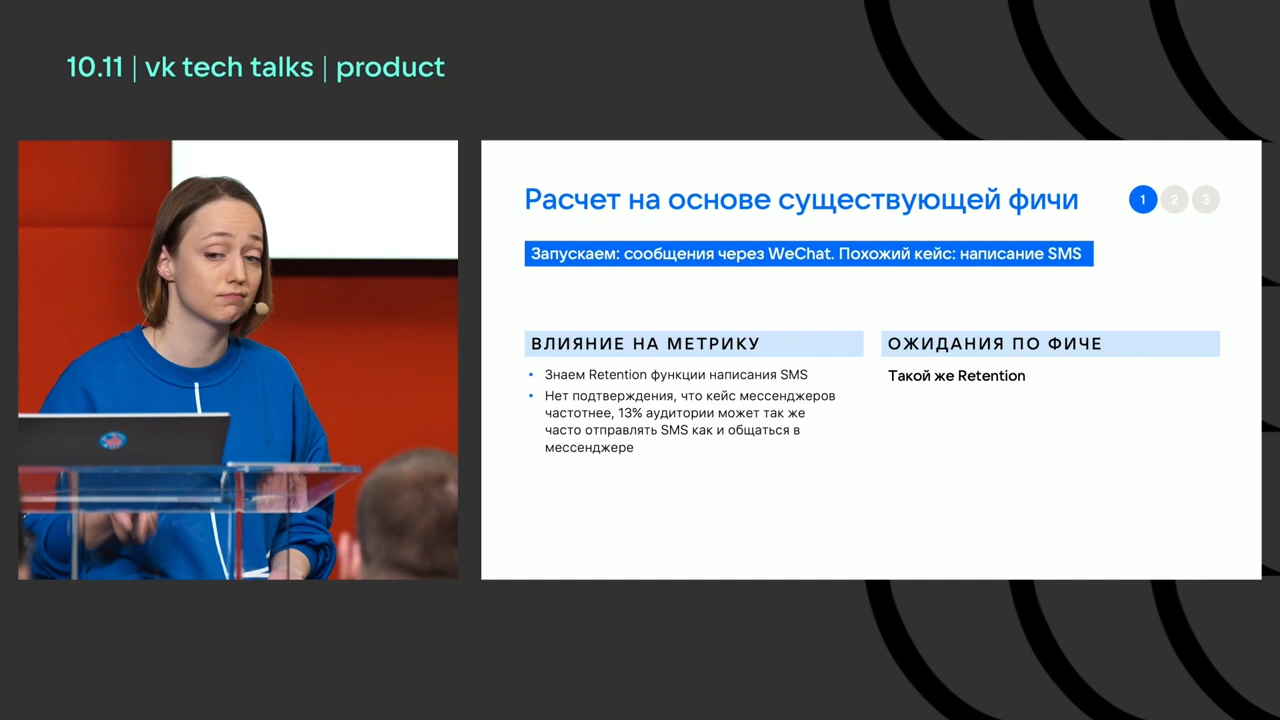 10.11 | vk tech talks | product
Расчет на основе существующей фичи
1 2 3
Запускаем: сообщения через WeChat. Похожий кейс: написание SMS
ВЛИЯНИЕ НА МЕТРИКУ
• Знаем Retention функции написания SMS
• Нет подтверждения, что кейс мессенджеров
частотнее, 13% аудитории может так же
часто отправлять SMS как и общаться в
мессенджере
ОЖИДАНИЯ ПО ФИЧЕ
Такой же Retention